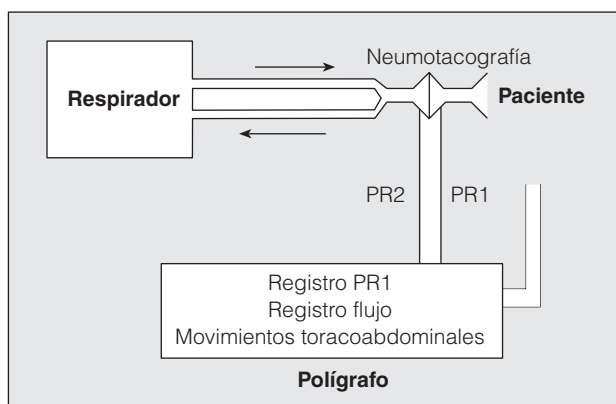 Neumotacografía
Respirador
Paciente
PR2
PR1
Registro PR1
Registro flujo
Movimientos toracoabdominales
Polígrafo